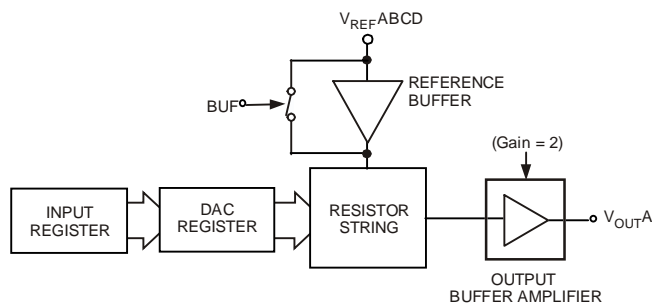 VREFABCD
REFERENCE
BUFFER
BUF
(Gain = 2)
INPUT
REGISTER
DAC
REGISTER
RESISTOR
STRING
VOUTA
OUTPUT
BUFFER AMPLIFIER